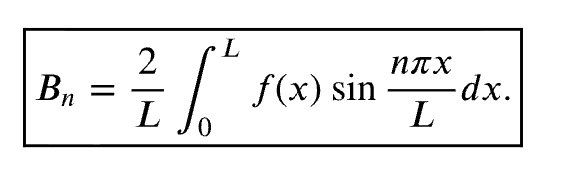 $B_n = \frac{2}{L} \int_0^L f(x) \sin \frac{n\pi x}{L} dx.$